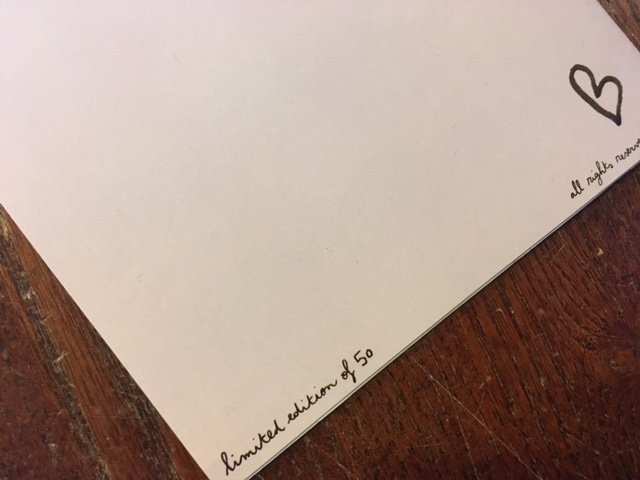 all rights
limited edition of 50